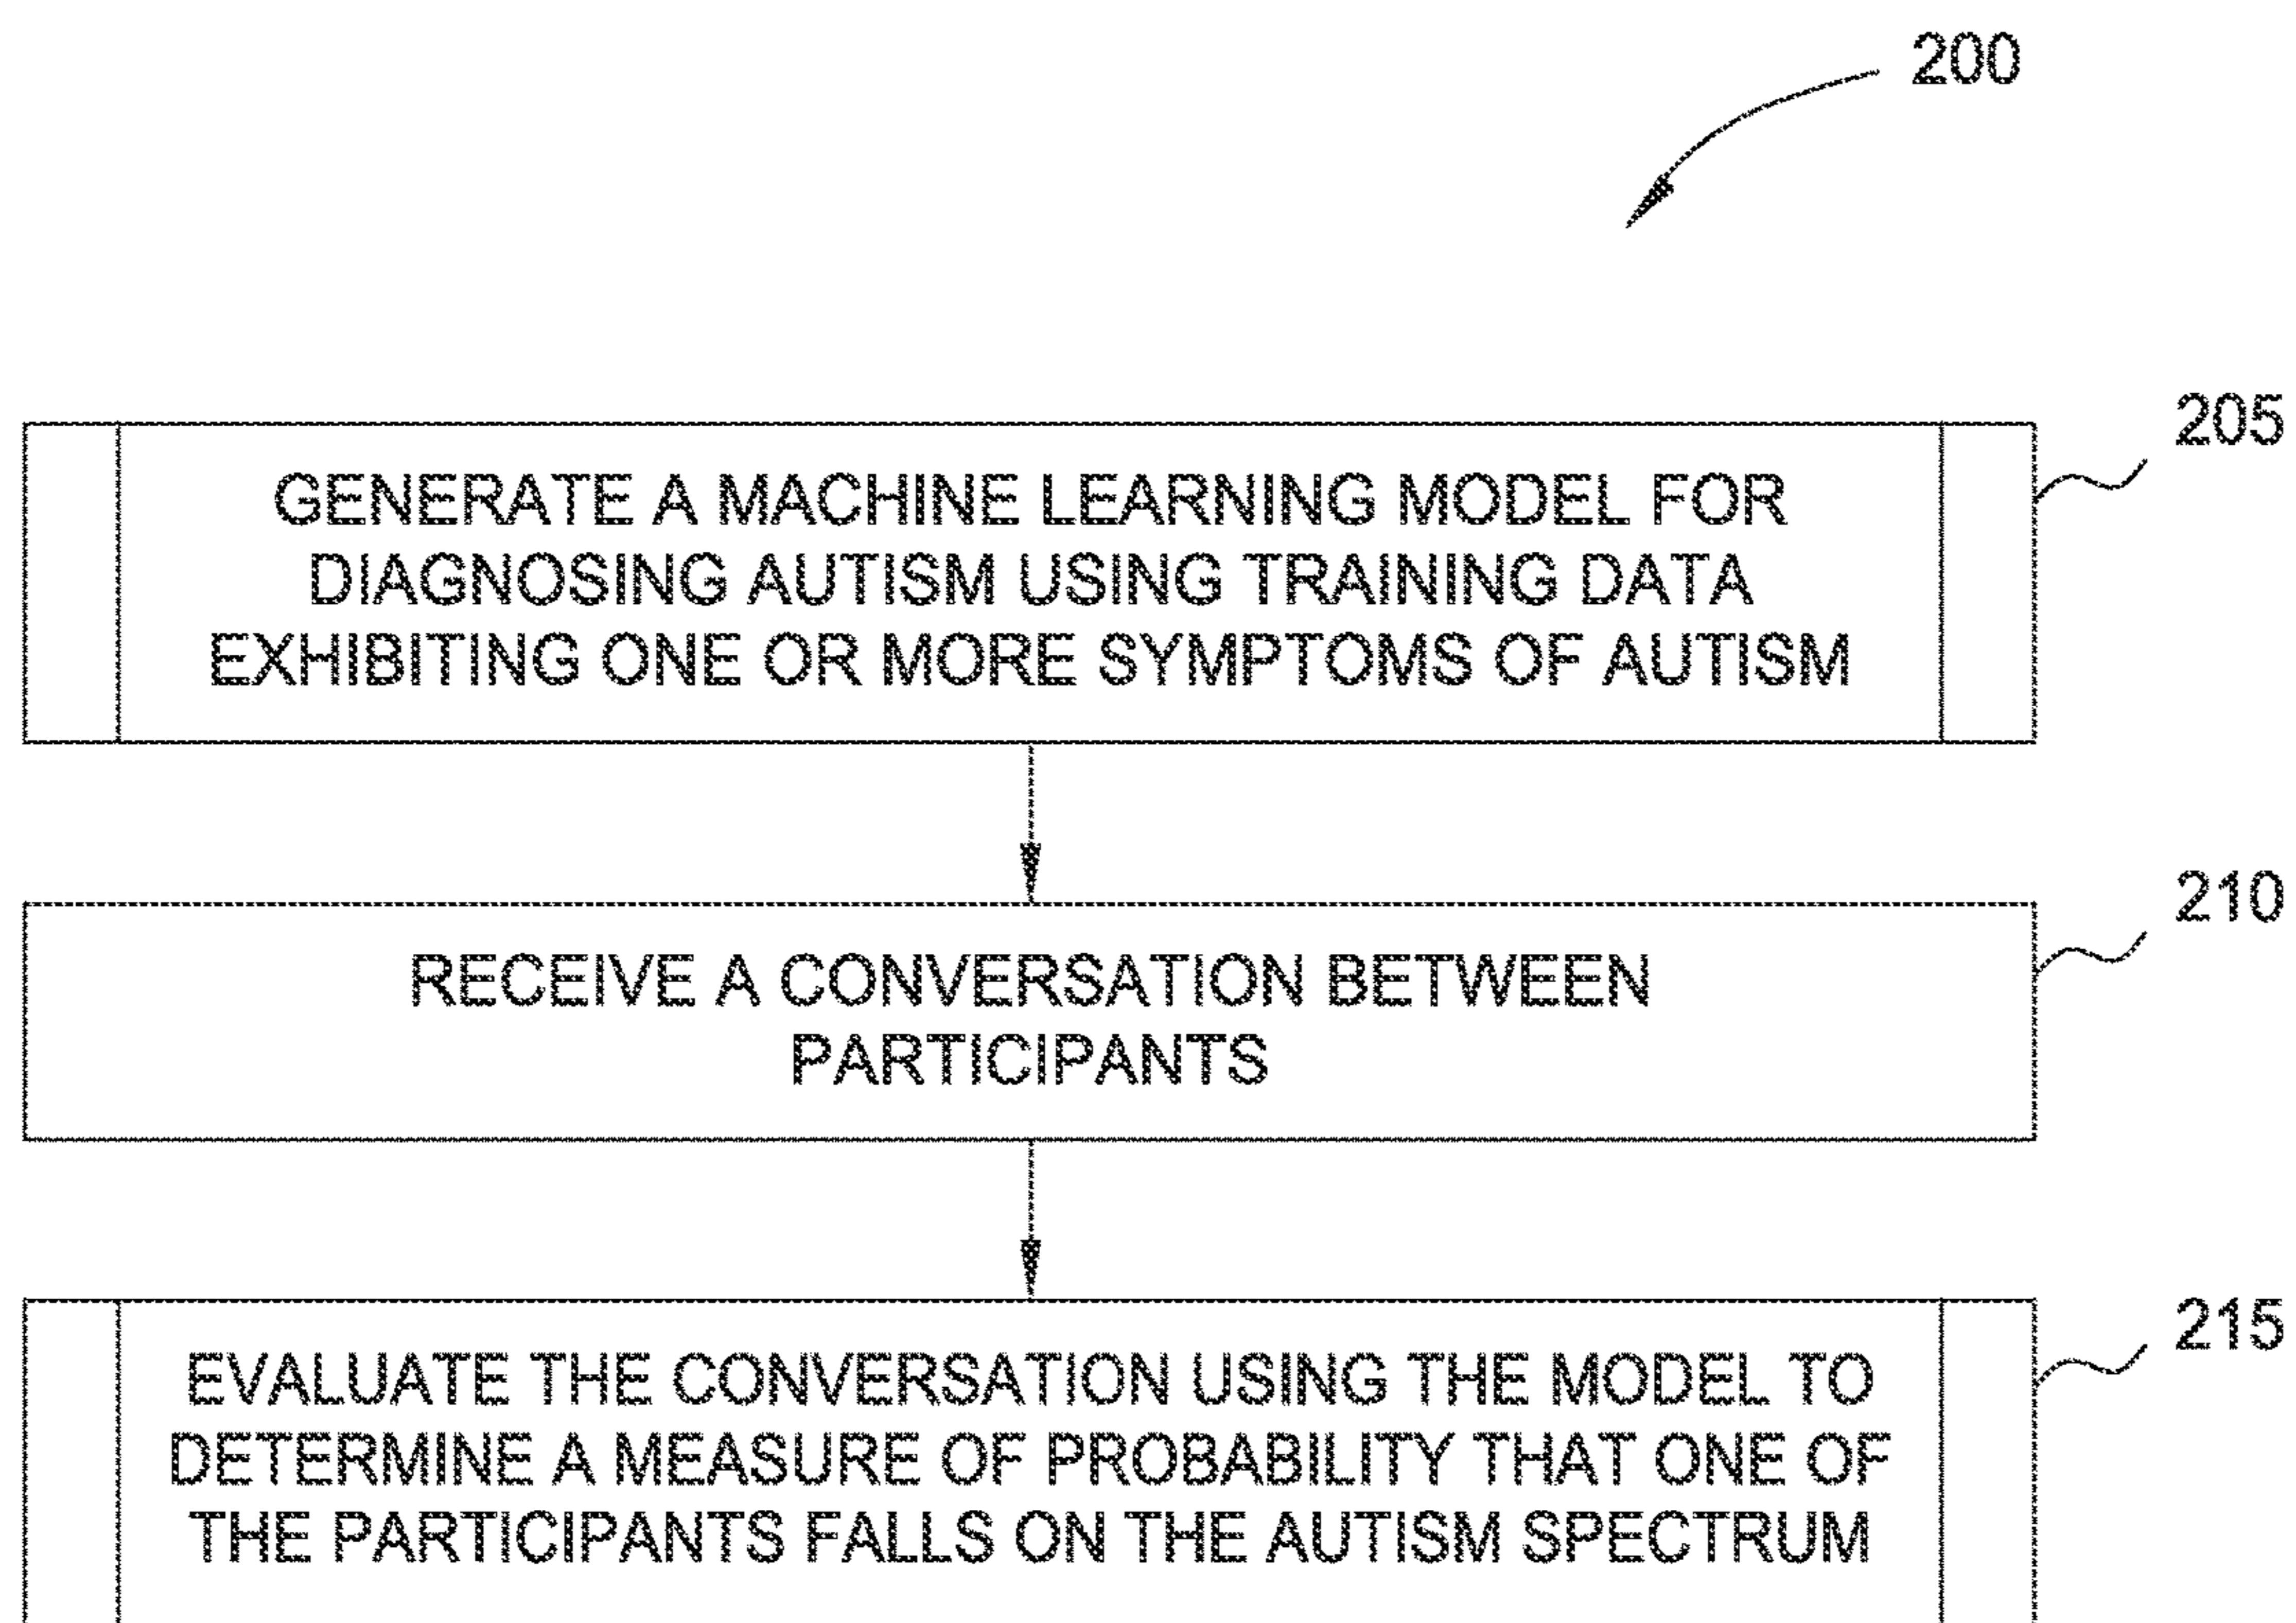 200
205
GENERATE A MACHINE LEARNING MODEL FOR
DIAGNOSING AUTISM USING TRAINING DATA
EXHIBITING ONE OR MORE SYMPTOMS OF AUTISM
210
RECEIVE A CONVERSATION BETWEEN
PARTICIPANTS
215
EVALUATE THE CONVERSATION USING THE MODEL TO
DETERMINE A MEASURE OF PROBABILITY THAT ONE OF
THE PARTICIPANTS FALLS ON THE AUTISM SPECTRUM